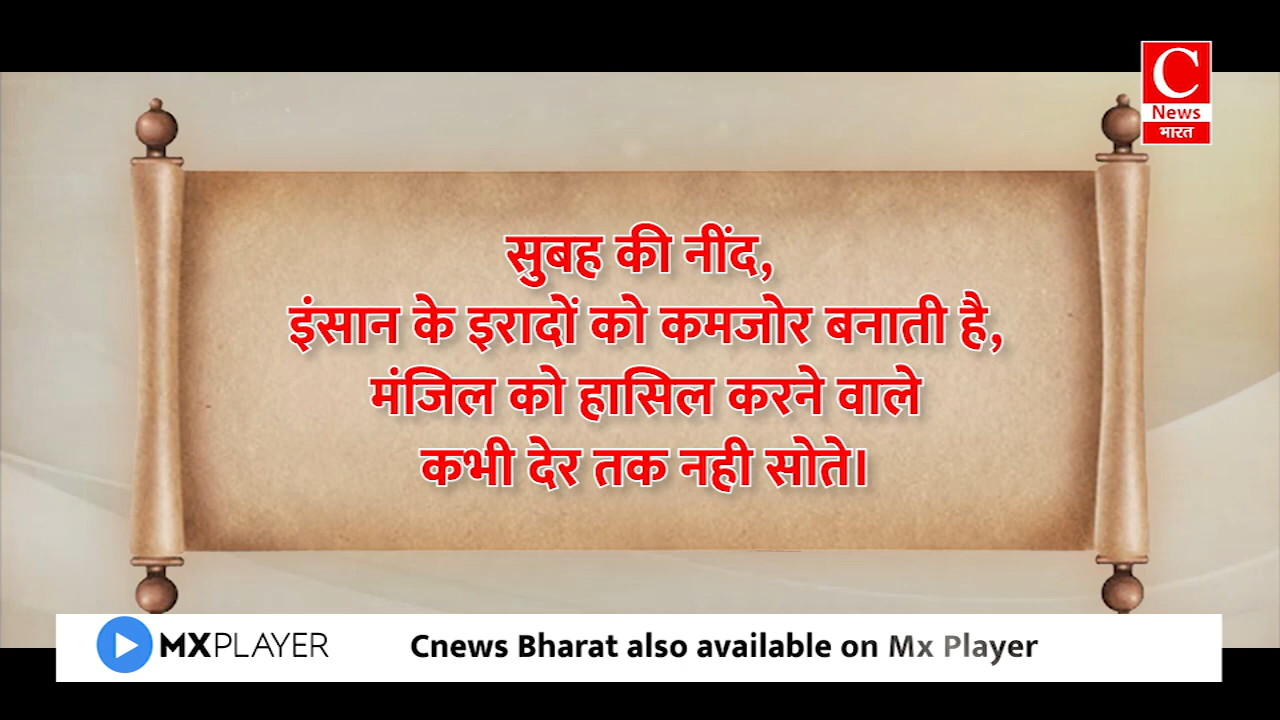 C
News
भारत
सुबह की नींद,
इंसान के इरादों को कमजोर बनाती है,
मंजिल को हासिल करने वाले
कभी देर तक नही सोते।
MXPLAYER
Cnews Bharat also available on Mx Player